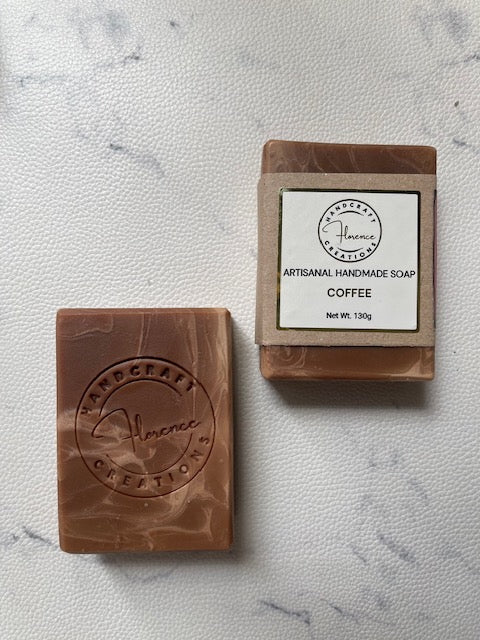 HANDCRAFT
Florence
CREATIONS
ARTISANAL HANDMADE SOAP
COFFEE
Net Wt. 130g
HANDCRAFT
Florence
CREATIONS